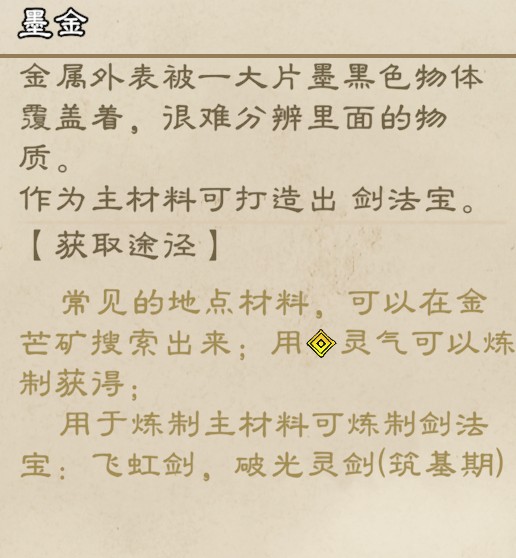 墨金
金属外表被一大片墨黑色物体
覆盖着，很难分辨里面的物
质。
作为主材料可打造出 剑法宝。
【获取途径】
常见的地点材料，可以在金
芒矿搜索出来；用灵气可以炼
制获得；
用于炼制主材料可炼制剑法
宝：飞虹剑，破光灵剑(筑基期)